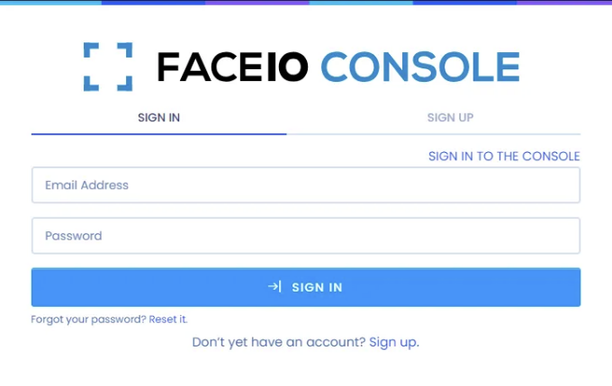 FACEIO CONSOLE
SIGN IN SIGN UP
SIGN IN TO THE CONSOLE
Email Address
Password
SIGN IN
Forgot your password? Reset it.
Don't yet have an account? Sign up.